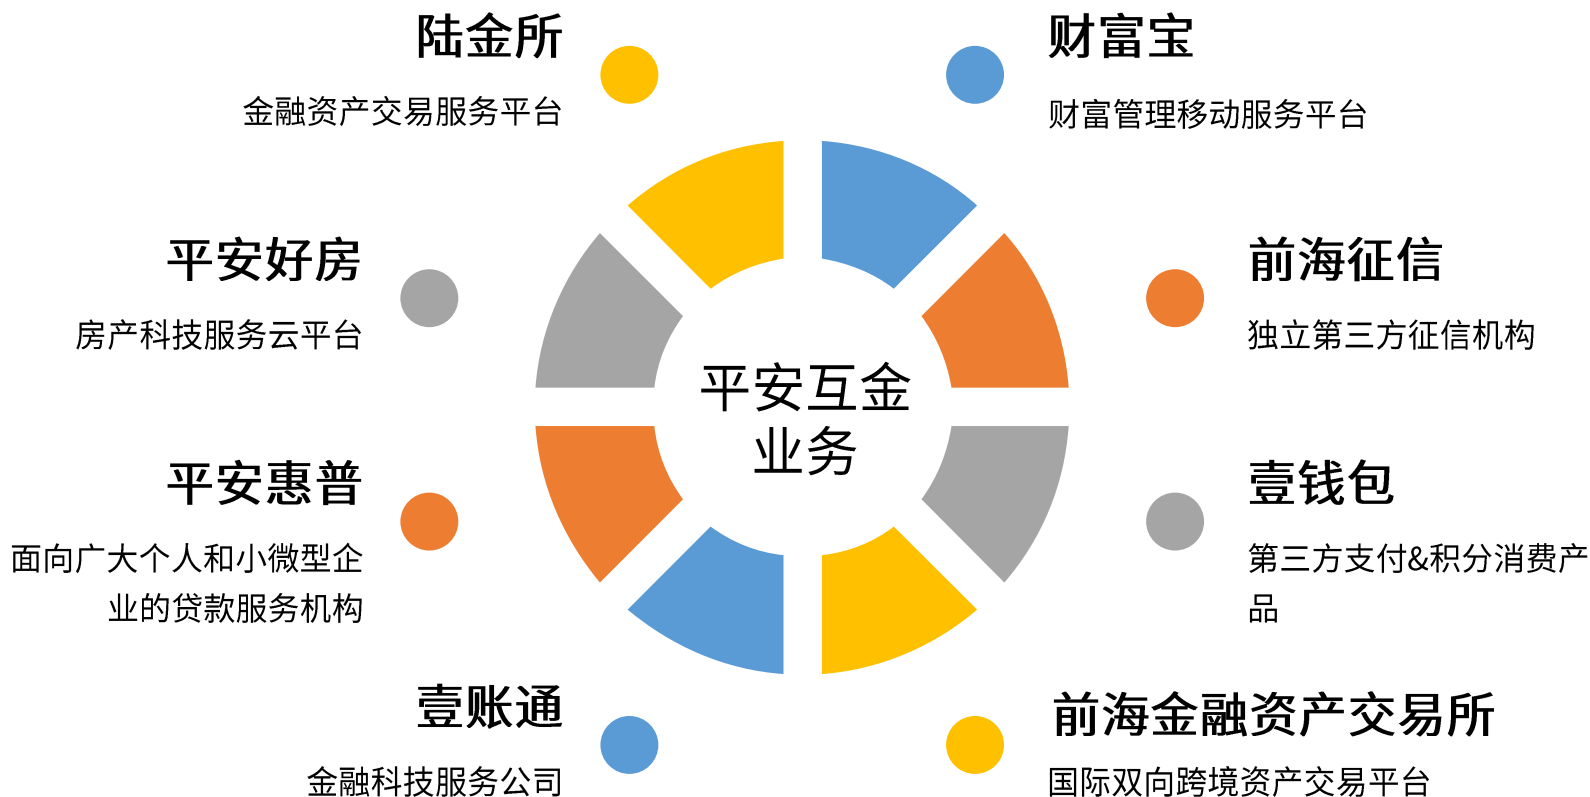 陆金所
金融资产交易服务平台
财富宝
财富管理移动服务平台
平安好房
房产科技服务云平台
前海征信
独立第三方征信机构
平安互金
业务
平安惠普
面向广大个人和小微型企
业的贷款服务机构
壹钱包
第三方支付&积分消费产
品
壹账通
金融科技服务公司
前海金融资产交易所
国际双向跨境资产交易平台